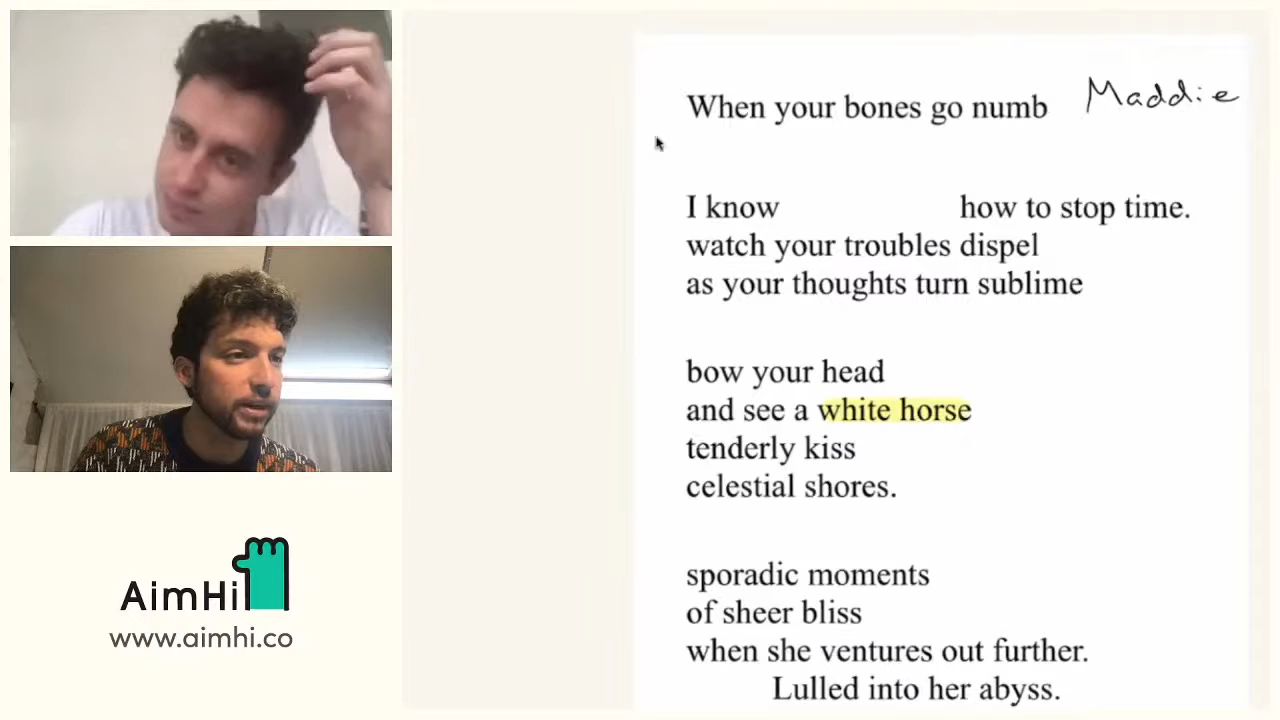 When your bones go numb Maddie
I know how to stop time.
watch your troubles dispel
as your thoughts turn sublime
bow your head
and see a white horse
tenderly kiss
celestial shores.
sporadic moments
of sheer bliss
when she ventures out further.
Lulled into her abyss.
AimHi
www.aimhi.co